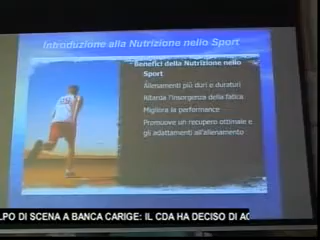 Introduzione alla Nutrizione nello Sport
Benefici della Nutrizione nello
Sport
Allenamenti più duri e duraturi
Ritarda l'insorgenza della fatica
Migliora la performance
Promuove un recupero ottimale e
gli adattamenti all'allenamento
LPO DI SCENA A BANCA CARIGE: IL CDA HA DECISO DI AC